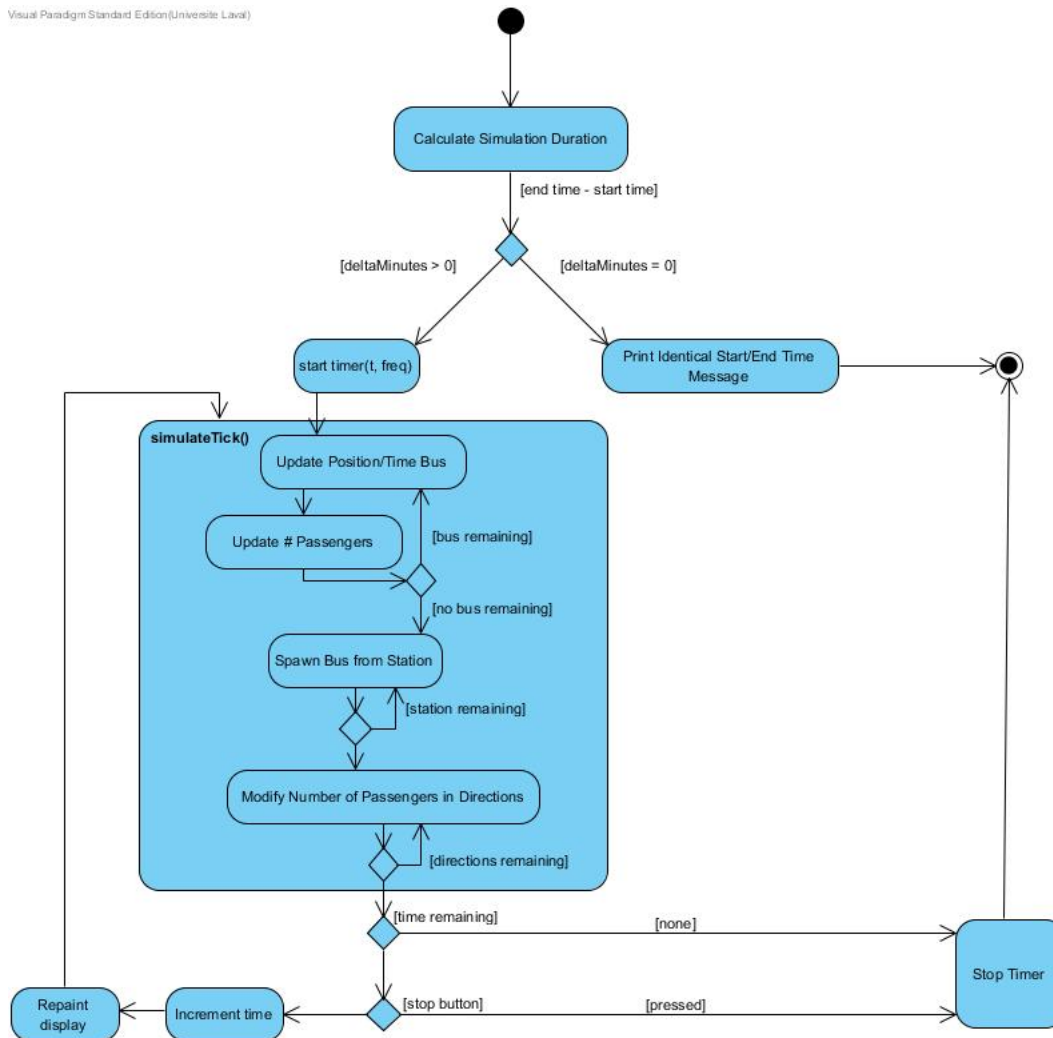 Visual Paradigm Standard Edition(Universite Laval)
Calculate Simulation Duration
[end time - start time]
[deltaMinutes > 0]
[deltaMinutes = 0]
start timer(t, freq)
Print Identical Start/End Time
Message
simulateTick()
Update Position/Time Bus
Update # Passengers
[bus remaining]
[no bus remaining]
Spawn Bus from Station
[station remaining]
Modify Number of Passengers in Directions
[directions remaining]
[time remaining]
[none]
Stop Timer
[stop button]
[pressed]
Increment time
Repaint
display